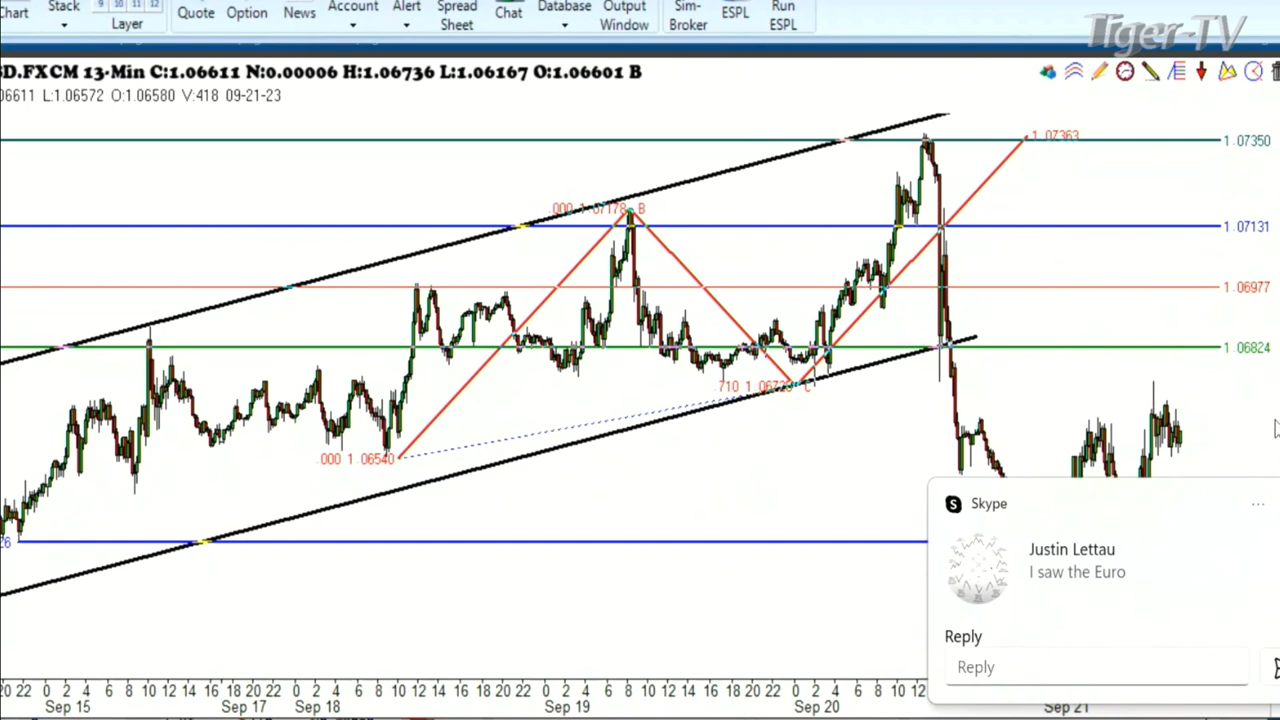 Chart
Stack
9 10 11 12
Layer
Quote
Option
News
Account
Alert
Spread
Sheet
Chat
Database
Output
Window
Sim-
Broker
ESPL
Run
ESPL
Tiger-TV
D.FXCM 13-Min C:1.06611 N:0.00006 H:1.06736 L:1.06167 O:1.06601 B
06611 L:1.06572 O:1.06580 V:418 09-21-23
1.07363
1.07350
000 1.07178 B
1.07131
1.06977
1.06824
.710 1.06728 C
.000 1.06540
26
Skype
Justin Lettau
I saw the Euro
Reply
Reply
20 22 0 2 4 6 8 10 12 14 16 18 20 22 0 2 4 6 8 10 12 14 16 18 20 22 0 2 4 6 8 10 12 14 16 18 20 22 0 2 4 6 8 10 12
Sep 15 Sep 17 Sep 18 Sep 19 Sep 20 Sep 21